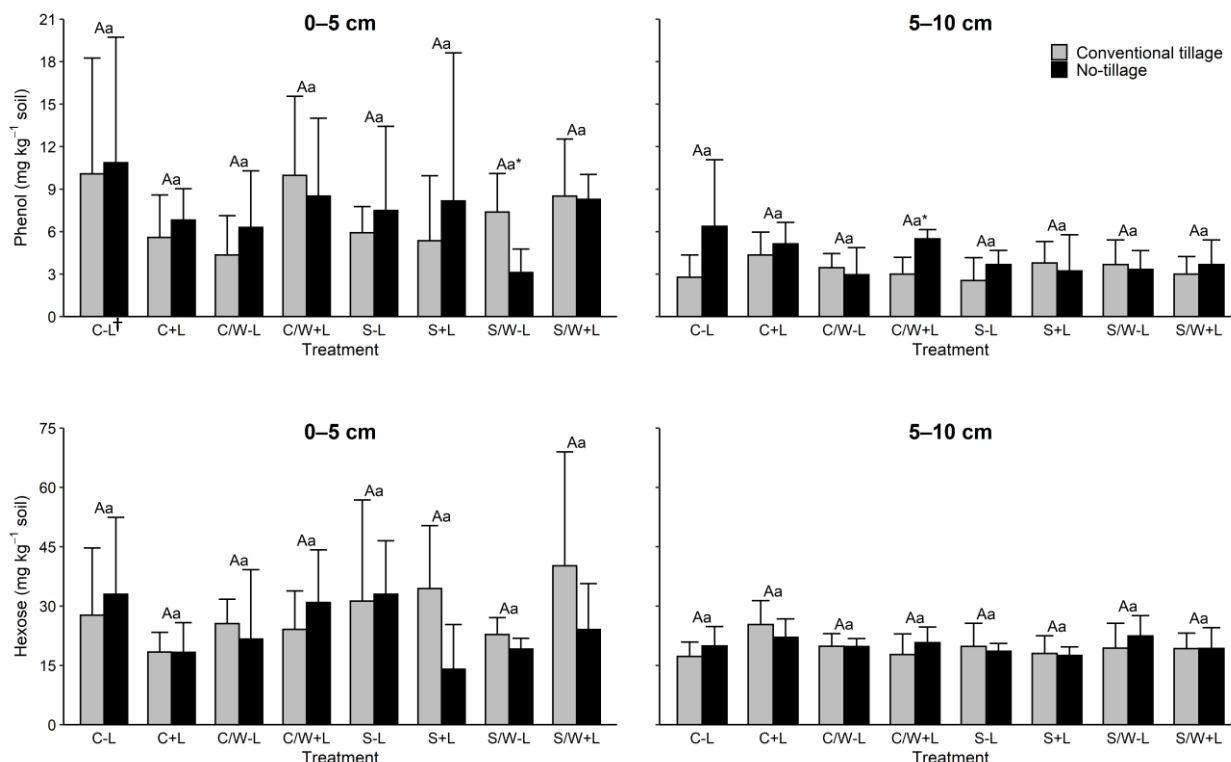 0–5 cm
Phenol (mg kg⁻¹ soil)
21
18
15
12
9
6
3
0
Aa
Aa
Aa
Aa
Aa
Aa
Aa*
Aa
C-L†
C+L
C/W-L
C/W+L
S-L
S+L
S/W-L
S/W+L
Treatment
5–10 cm
Conventional tillage
No-tillage
Aa
Aa
Aa
Aa*
Aa
Aa
Aa
Aa
C-L
C+L
C/W-L
C/W+L
S-L
S+L
S/W-L
S/W+L
Treatment
0–5 cm
Hexose (mg kg⁻¹ soil)
75
60
45
30
15
0
Aa
Aa
Aa
Aa
Aa
Aa
Aa
Aa
C-L
C+L
C/W-L
C/W+L
S-L
S+L
S/W-L
S/W+L
Treatment
5–10 cm
Aa
Aa
Aa
Aa
Aa
Aa
Aa
Aa
C-L
C+L
C/W-L
C/W+L
S-L
S+L
S/W-L
S/W+L
Treatment